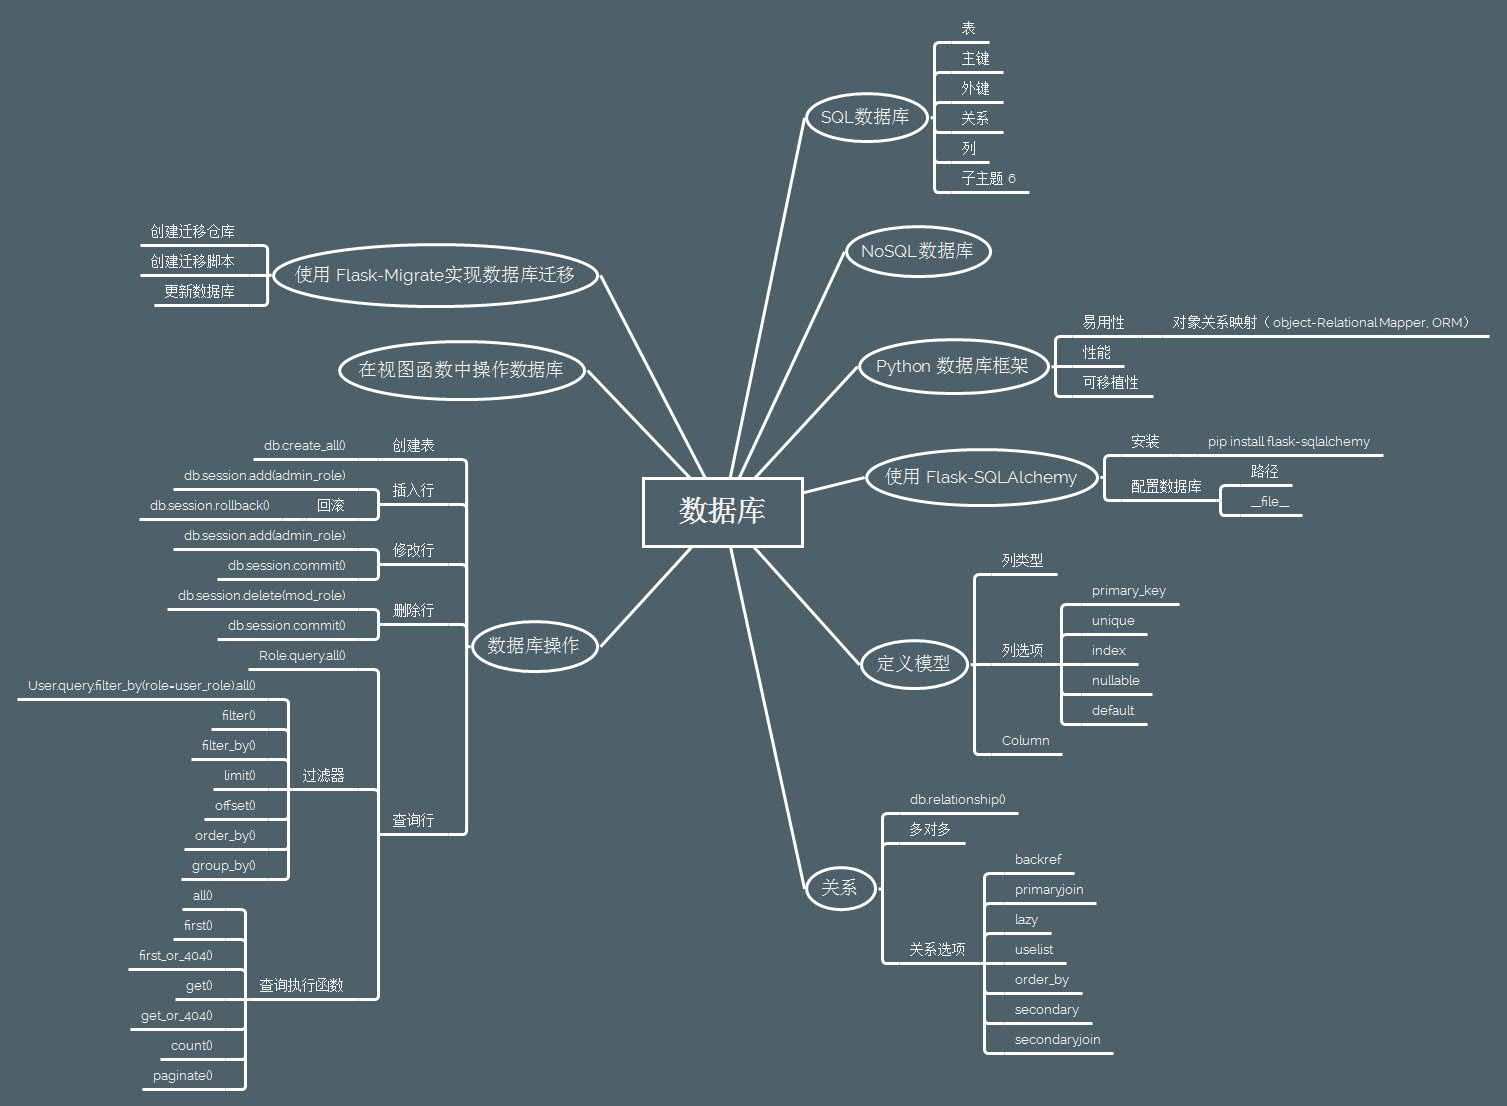 数据库
SQL数据库
表
主键
外键
关系
列
子主题 6
NoSQL数据库
Python 数据库框架
易用性
对象关系映射（object-Relational Mapper, ORM）
性能
可移植性
使用 Flask-SQLAlchemy
安装
pip install flask-sqlalchemy
配置数据库
路径
__file__
定义模型
列类型
列选项
primary_key
unique
index
nullable
default
Column
关系
db.relationship()
多对多
关系选项
backref
primaryjoin
lazy
uselist
order_by
secondary
secondaryjoin
使用 Flask-Migrate实现数据库迁移
创建迁移仓库
创建迁移脚本
更新数据库
在视图函数中操作数据库
数据库操作
创建表
db.create_all()
插入行
db.session.add(admin_role)
回滚
db.session.rollback()
修改行
db.session.add(admin_role)
db.session.commit()
删除行
db.session.delete(mod_role)
db.session.commit()
查询行
Role.query.all()
过滤器
User.query.filter_by(role=user_role).all()
filter()
filter_by()
limit()
offset()
order_by()
group_by()
查询执行函数
all()
first()
first_or_404()
get()
get_or_404()
count()
paginate()